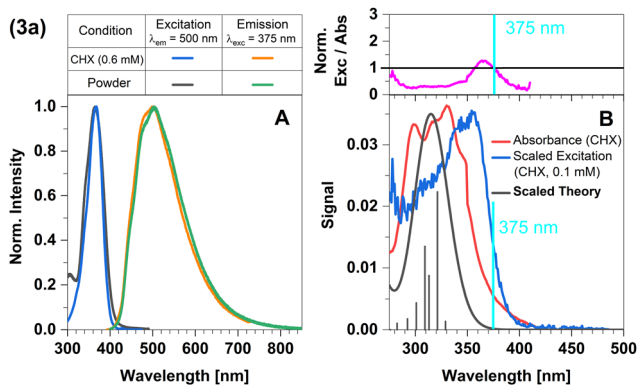 (3a)
Condition Excitation Emission
λem = 500 nm λexc = 375 nm
CHX (0.6 mM)
Powder
A
Norm. Intensity
1.0
0.8
0.6
0.4
0.2
0.0
300 400 500 600 700 800
Wavelength [nm]
Norm.
Exc / Abs
3
2
1
0
375 nm
B
Absorbance (CHX)
Scaled Excitation
(CHX, 0.1 mM)
Scaled Theory
375 nm
Signal
0.03
0.02
0.01
0.00
300 350 400 450 500
Wavelength [nm]